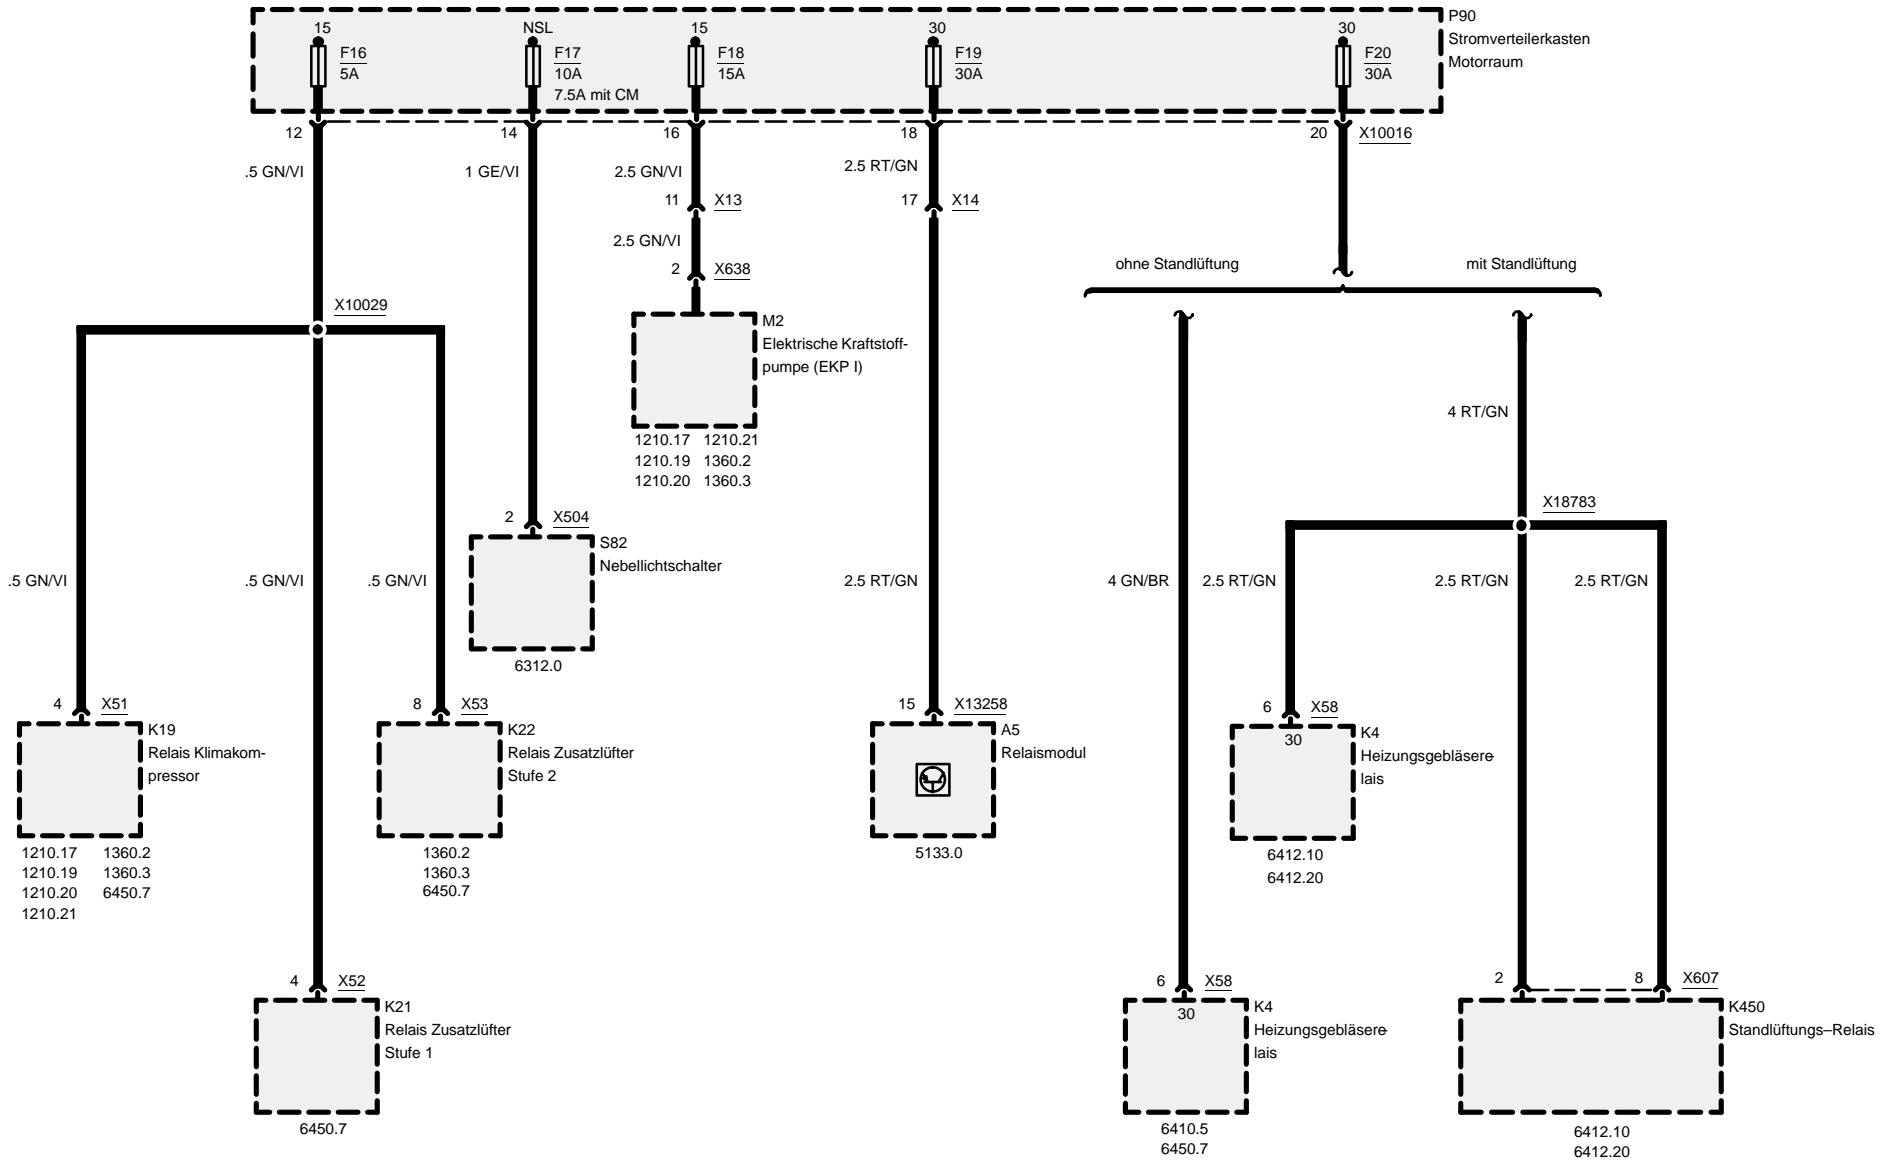 P90
15 NSL 15 30 30
Stromverteilerkasten
F16 F17 F18 F19 F20
Motorraum
5A 10A 15A 30A 30A
7.5A mit CM
12 14 16 18 20 X10016
.5 GN/VI 1 GE/VI 2.5 GN/VI 2.5 RT/GN
11 X13 17 X14
2.5 GN/VI
2 X638
ohne Standlüftung mit Standlüftung
X10029
M2
Elektrische Kraftstoff-
pumpe (EKP I)
4 RT/GN
1210.17 1210.21
1210.19 1360.2
1210.20 1360.3
X18783
2 X504
S82
Nebellichtschalter
.5 GN/VI .5 GN/VI .5 GN/VI 2.5 RT/GN 4 GN/BR 2.5 RT/GN 2.5 RT/GN 2.5 RT/GN
6312.0
4 X51 8 X53 15 X13258 6 X58
K19
Relais Klimakom-
pressor
K22
Relais Zusatzlüfter
Stufe 2
A5
Relaismodul
30
K4
Heizungsgebläsere
lais
1210.17 1360.2
1210.19 1360.3
1210.20 6450.7
1210.21
1360.2
1360.3
6450.7
5133.0
6412.10
6412.20
4 X52 6 X58 2 8 X607
K21
Relais Zusatzlüfter
Stufe 1
30
K4
Heizungsgebläsere
lais
K450
Standlüftungs–Relais
6450.7
6410.5
6450.7
6412.10
6412.20